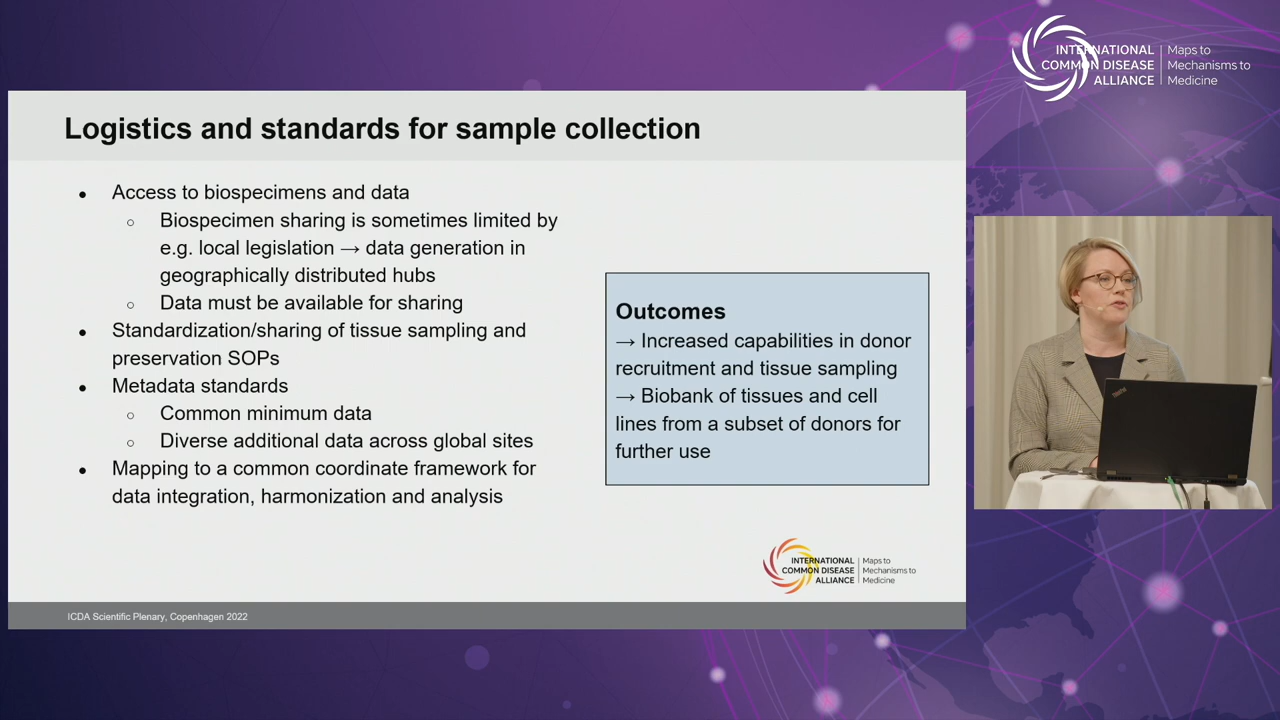 INTERNATIONAL
COMMON DISEASE
ALLIANCE
Maps to
Mechanisms to
Medicine
Logistics and standards for sample collection
● Access to biospecimens and data
○ Biospecimen sharing is sometimes limited by
e.g. local legislation → data generation in
geographically distributed hubs
○ Data must be available for sharing
● Standardization/sharing of tissue sampling and
preservation SOPs
● Metadata standards
○ Common minimum data
○ Diverse additional data across global sites
● Mapping to a common coordinate framework for
data integration, harmonization and analysis
Outcomes
→ Increased capabilities in donor
recruitment and tissue sampling
→ Biobank of tissues and cell
lines from a subset of donors for
further use
INTERNATIONAL
COMMON DISEASE
ALLIANCE
Maps to
Mechanisms to
Medicine
ICDA Scientific Plenary, Copenhagen 2022
ThinkPad